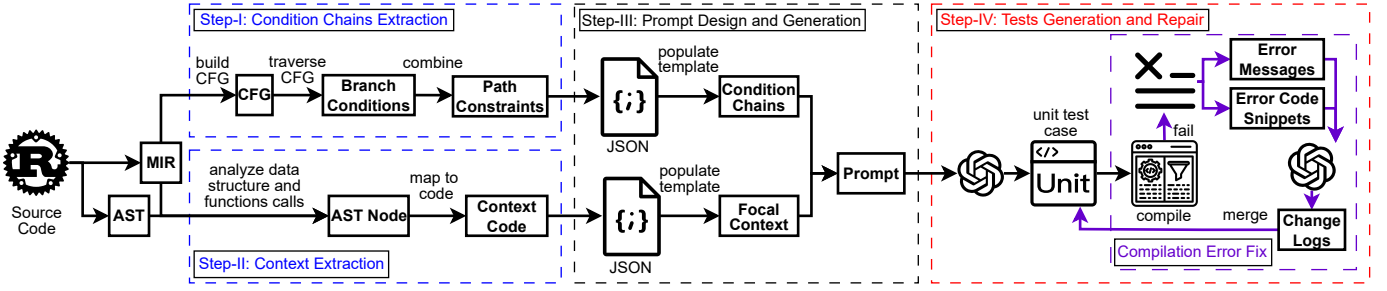 Step-I: Condition Chains Extraction
Step-III: Prompt Design and Generation
Step-IV: Tests Generation and Repair
build
CFG
traverse
CFG
combine
CFG
Branch
Conditions
Path
Constraints
populate
template
{;}
JSON
Condition
Chains
R
Source
Code
MIR
AST
analyze data
structure and
functions calls
map to
code
AST Node
Context
Code
Step-II: Context Extraction
populate
template
{;}
JSON
Focal
Context
Prompt
unit test
case
</>
Unit
fail
</>
compile
Error
Messages
Error Code
Snippets
merge
Change
Logs
Compilation Error Fix